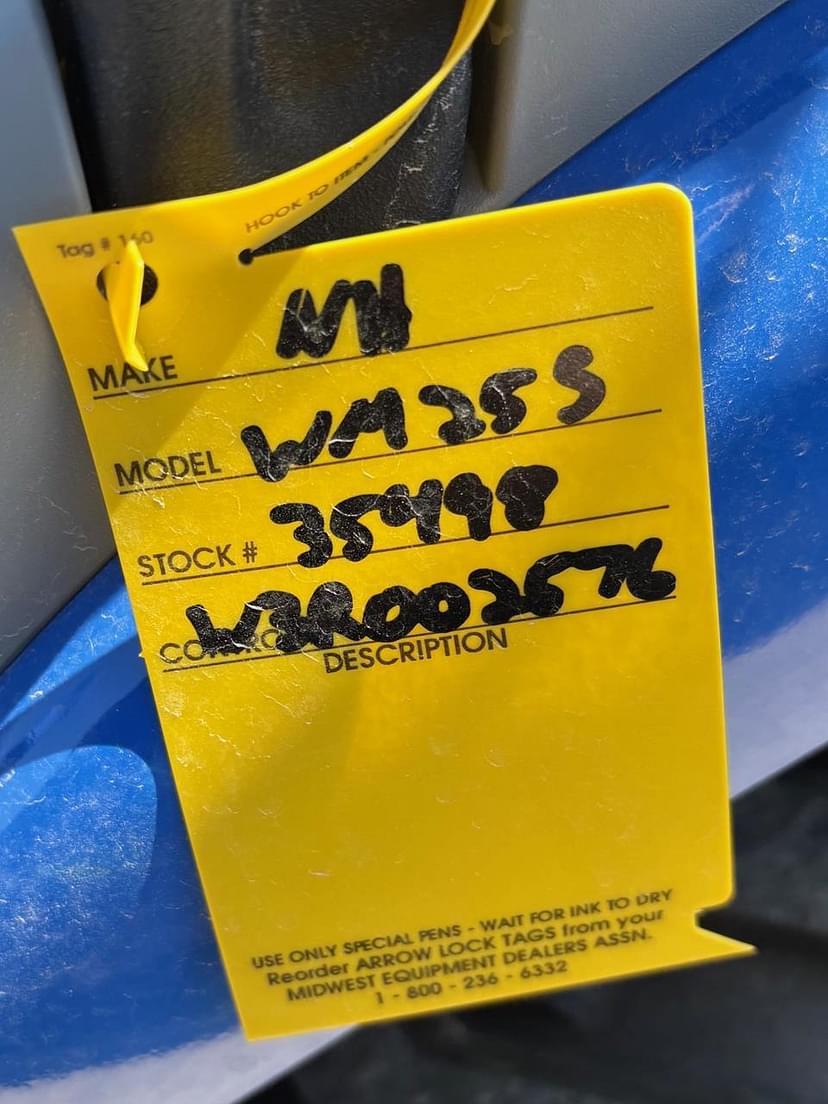 HOOK TO ITEM
Tag # 160
MAKE NH
MODEL WM25S
STOCK # 35498
W3R002576
DESCRIPTION
USE ONLY SPECIAL PENS - WAIT FOR INK TO DRY
Reorder ARROW LOCK TAGS from your
MIDWEST EQUIPMENT DEALERS ASSN.
1 - 800 - 236 - 6332